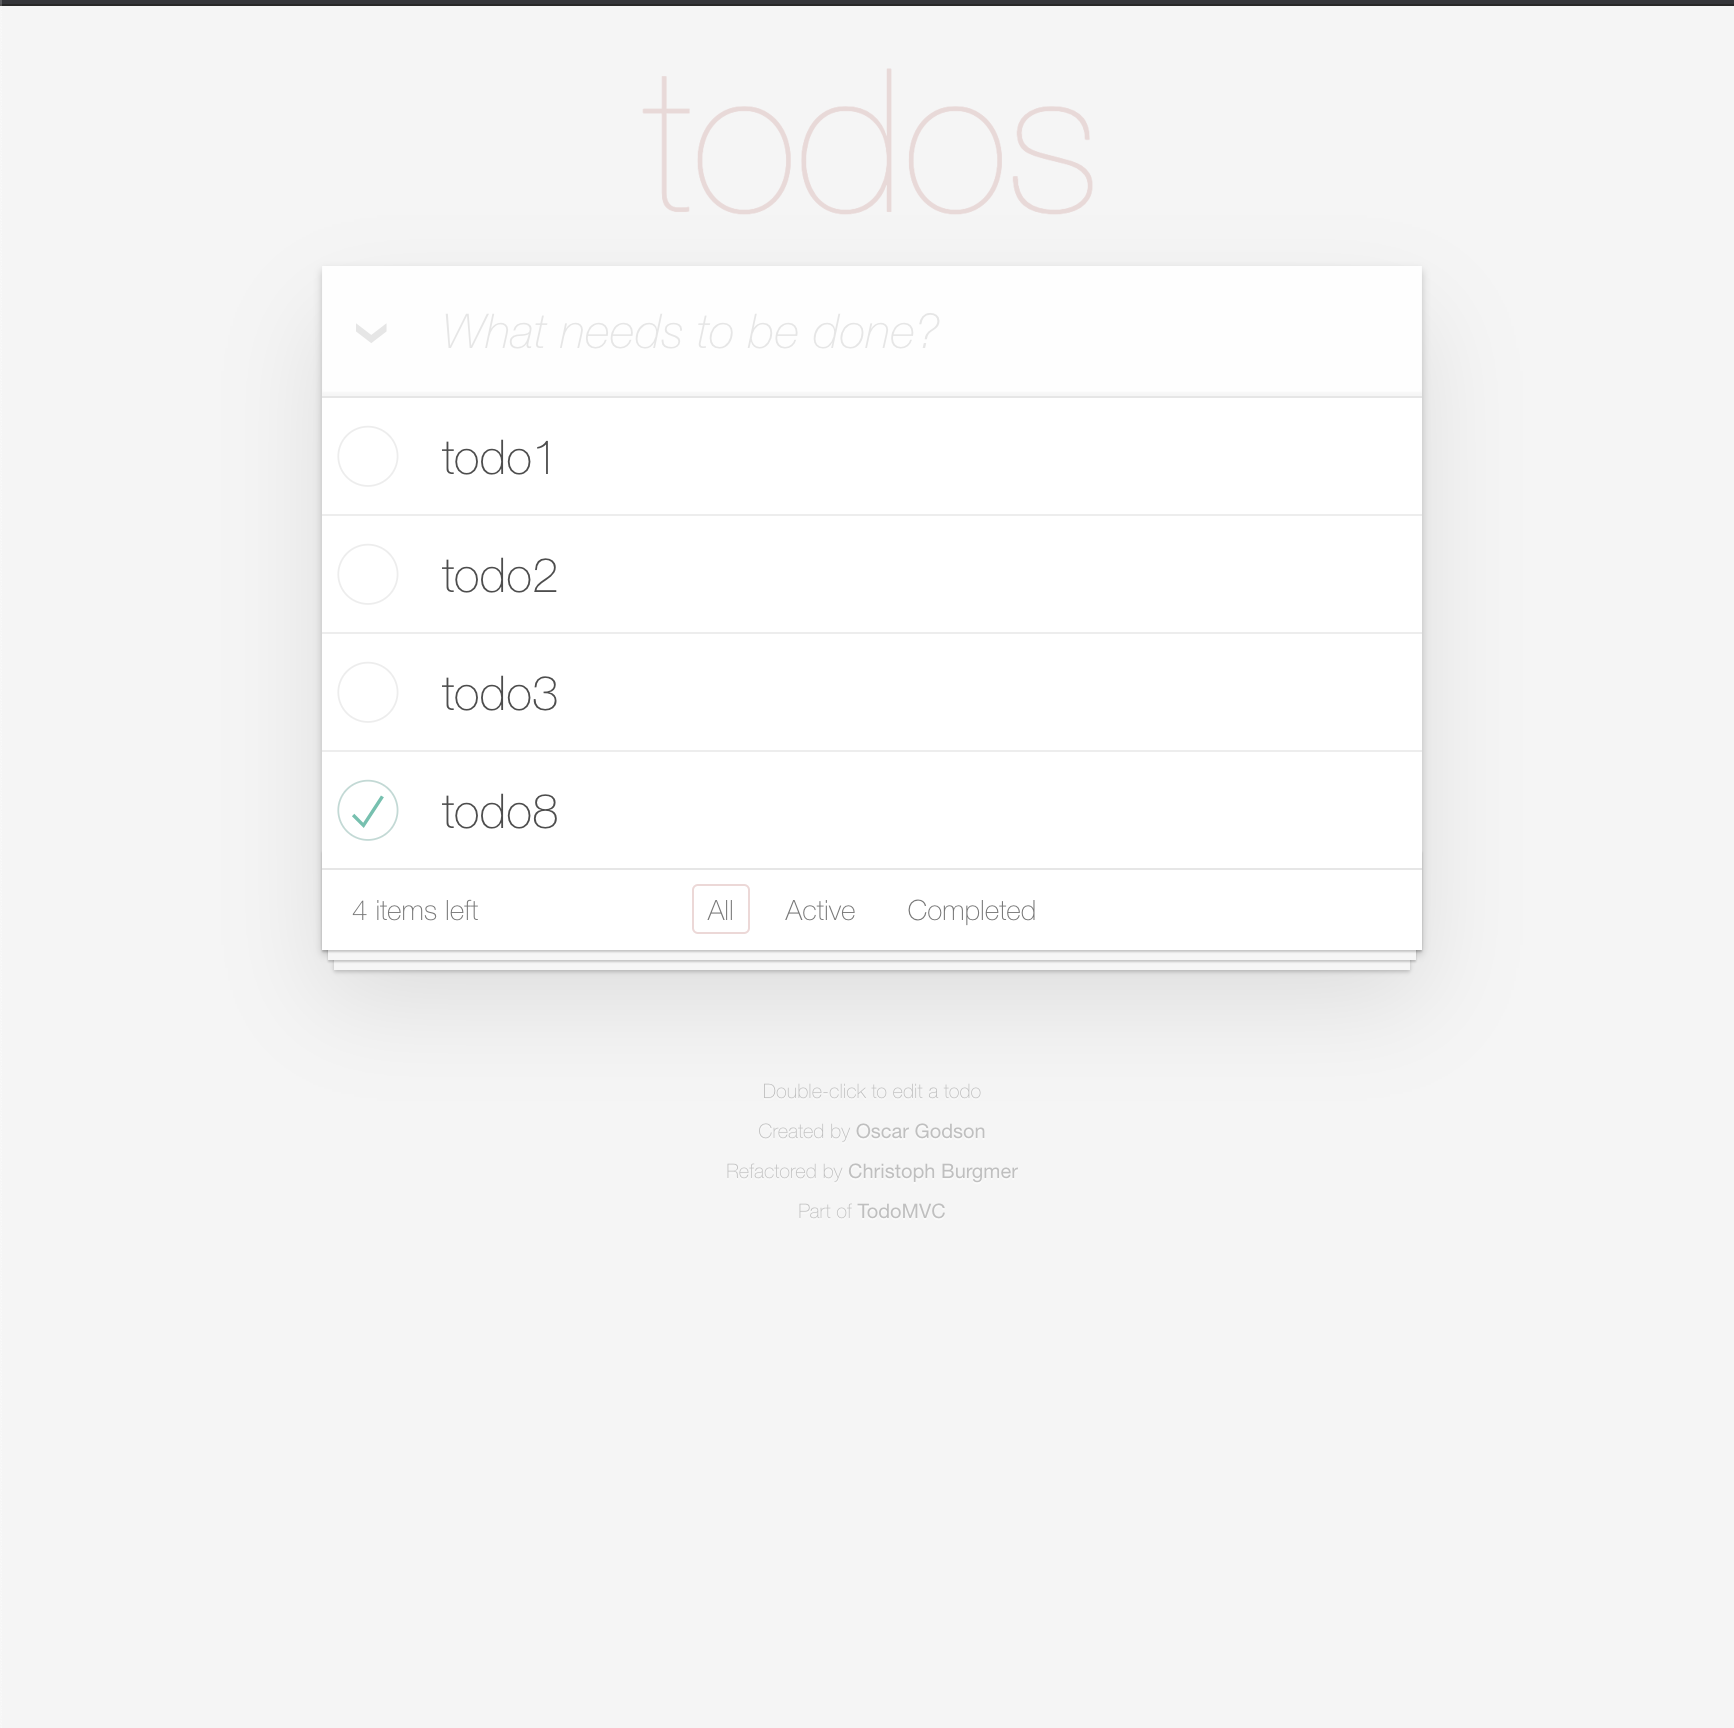 todos
What needs to be done?
todo1
todo2
todo3
todo8
4 items left All Active Completed
Double-click to edit a todo
Created by Oscar Godson
Refactored by Christoph Burgmer
Part of TodoMVC